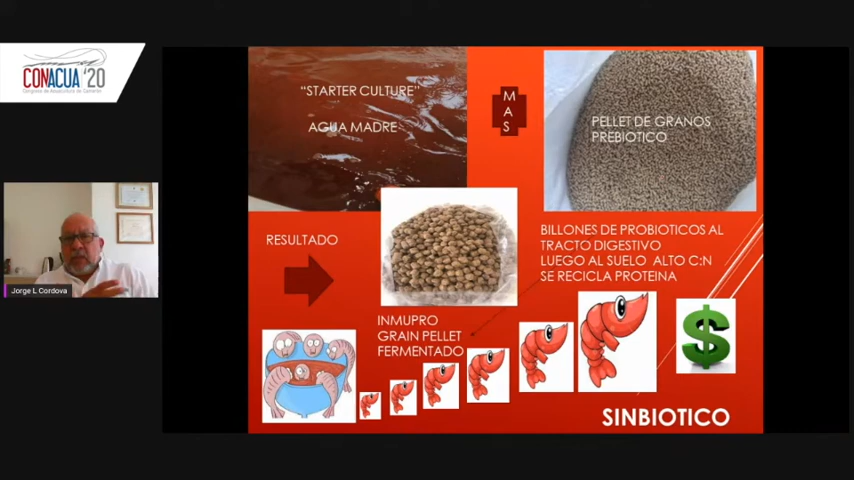 CONACUA '20
"STARTER CULTURE"
AGUA MADRE
MAS
PELLET DE GRANOS
PREBIOTICO
RESULTADO
BILLONES DE PROBIOTICOS AL
TRACTO DIGESTIVO
LUEGO AL SUELO ALTO C:N
SE RECICLA PROTEINA
INMUPRO
GRAIN PELLET
FERMENTADO
$
SINBIOTICO
Jorge L Cordova